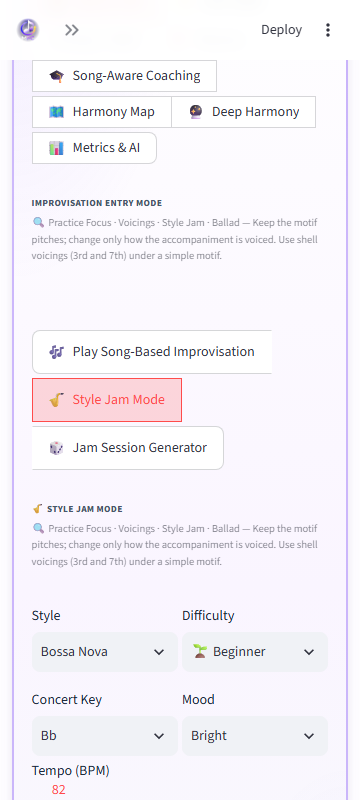 Deploy
Song-Aware Coaching
Harmony Map
Deep Harmony
Metrics & AI
IMPROVISATION ENTRY MODE
Practice Focus · Voicings · Style Jam · Ballad — Keep the motif
pitches; change only how the accompaniment is voiced. Use shell
voicings (3rd and 7th) under a simple motif.
Play Song-Based Improvisation
Style Jam Mode
Jam Session Generator
STYLE JAM MODE
Practice Focus · Voicings · Style Jam · Ballad — Keep the motif
pitches; change only how the accompaniment is voiced. Use shell
voicings (3rd and 7th) under a simple motif.
Style
Difficulty
Bossa Nova
Beginner
Concert Key
Mood
Bb
Bright
Tempo (BPM)
82